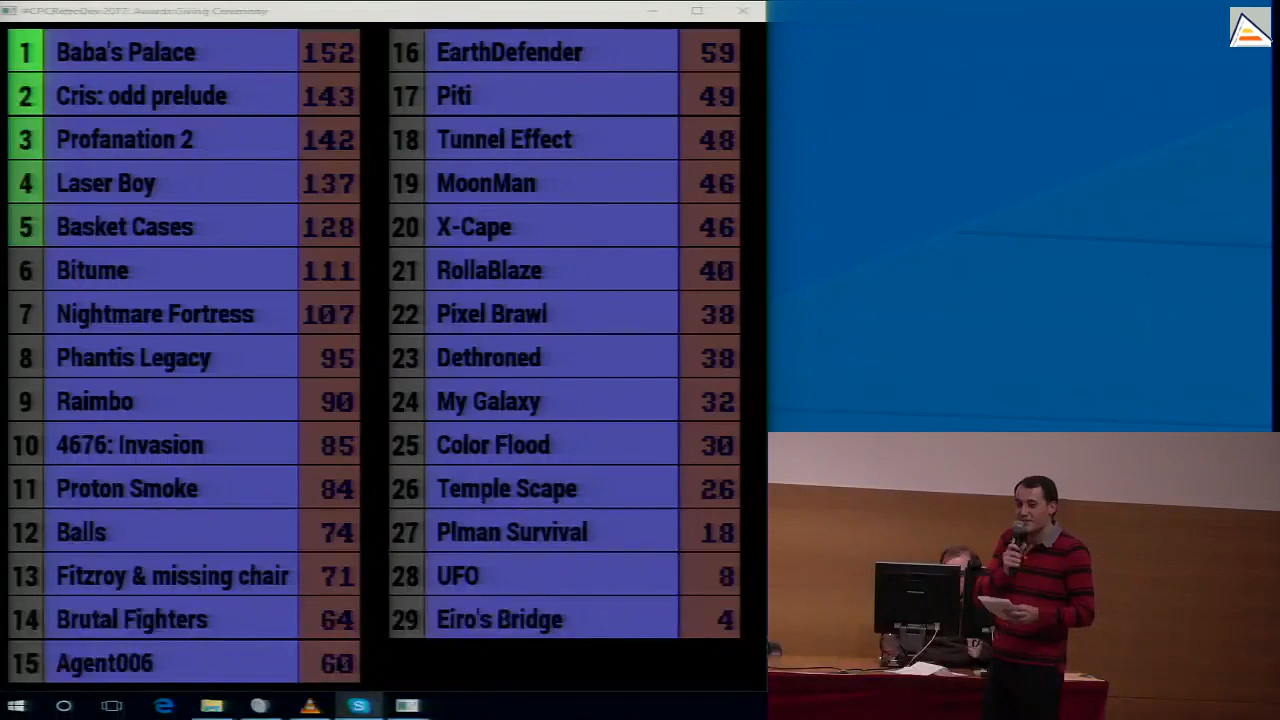 #CPCRetroDev 2017: Awards Giving Ceremony
1 Baba's Palace 152
2 Cris: odd prelude 143
3 Profanation 2 142
4 Laser Boy 137
5 Basket Cases 128
6 Bitume 111
7 Nightmare Fortress 107
8 Phantis Legacy 95
9 Raimbo 90
10 4676: Invasion 85
11 Proton Smoke 84
12 Balls 74
13 Fitzroy & missing chair 71
14 Brutal Fighters 64
15 Agent006 60
16 EarthDefender 59
17 Piti 49
18 Tunnel Effect 48
19 MoonMan 46
20 X-Cape 46
21 RollaBlaze 40
22 Pixel Brawl 38
23 Dethroned 38
24 My Galaxy 32
25 Color Flood 30
26 Temple Scape 26
27 Plman Survival 18
28 UFO 8
29 Eiro's Bridge 4